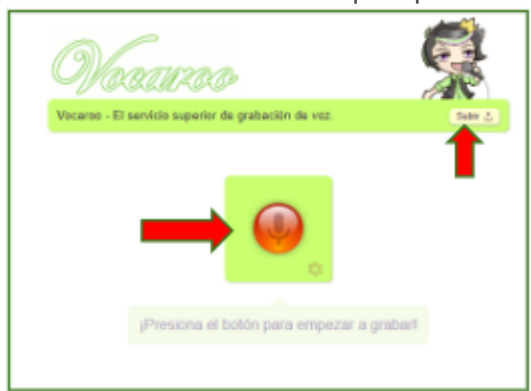 Vocaroo
Vocaroo - El servicio superior de grabación de voz.
Subir
¡Presiona el botón para empezar a grabar!